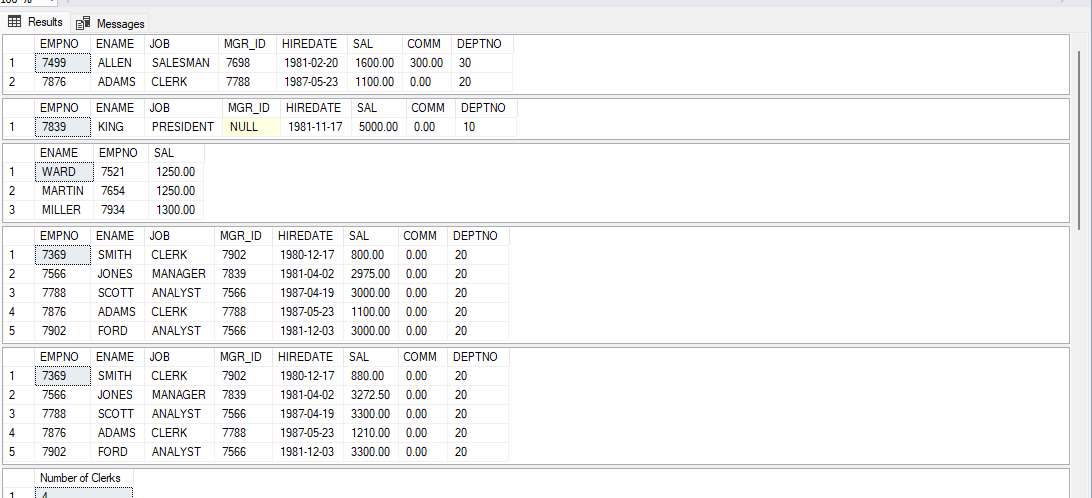 Results Messages
EMPNO ENAME JOB MGR_ID HIREDATE SAL COMM DEPTNO
1 7499 ALLEN SALESMAN 7698 1981-02-20 1600.00 300.00 30
2 7876 ADAMS CLERK 7788 1987-05-23 1100.00 0.00 20
EMPNO ENAME JOB MGR_ID HIREDATE SAL COMM DEPTNO
1 7839 KING PRESIDENT NULL 1981-11-17 5000.00 0.00 10
ENAME EMPNO SAL
1 WARD 7521 1250.00
2 MARTIN 7654 1250.00
3 MILLER 7934 1300.00
EMPNO ENAME JOB MGR_ID HIREDATE SAL COMM DEPTNO
1 7369 SMITH CLERK 7902 1980-12-17 800.00 0.00 20
2 7566 JONES MANAGER 7839 1981-04-02 2975.00 0.00 20
3 7788 SCOTT ANALYST 7566 1987-04-19 3000.00 0.00 20
4 7876 ADAMS CLERK 7788 1987-05-23 1100.00 0.00 20
5 7902 FORD ANALYST 7566 1981-12-03 3000.00 0.00 20
EMPNO ENAME JOB MGR_ID HIREDATE SAL COMM DEPTNO
1 7369 SMITH CLERK 7902 1980-12-17 880.00 0.00 20
2 7566 JONES MANAGER 7839 1981-04-02 3272.50 0.00 20
3 7788 SCOTT ANALYST 7566 1987-04-19 3300.00 0.00 20
4 7876 ADAMS CLERK 7788 1987-05-23 1210.00 0.00 20
5 7902 FORD ANALYST 7566 1981-12-03 3300.00 0.00 20
Number of Clerks
1 4